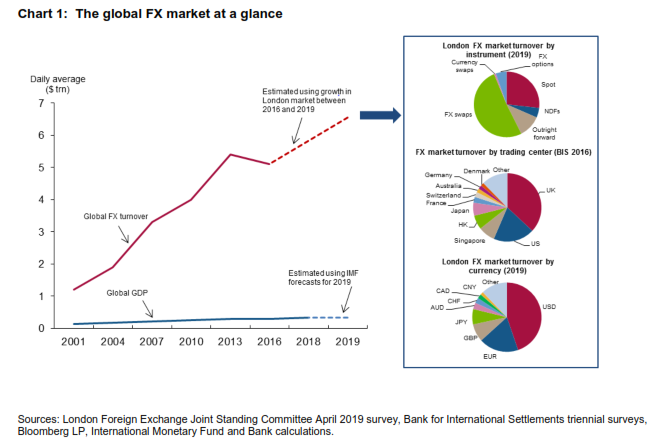 Chart 1:  The global FX market at a glance
Daily average
($ trn)
7
6
5
4
3
2
1
0
2001
2004
2007
2010
2013
2016
2018
2019
Estimated using growth in
London market between
2016 and 2019
Global FX turnover
Global GDP
Estimated using IMF
forecasts for 2019
London FX market turnover by
instrument (2019)
Currency
swaps
FX
options
Spot
NDFs
Outright
forward
FX swaps
FX market turnover by trading center (BIS 2016)
Denmark
Other
Germany
Australia
Switzerland
France
Japan
HK
Singapore
US
UK
London FX market turnover by
currency (2019)
Other
CNY
CAD
CHF
AUD
JPY
GBP
EUR
USD
Sources: London Foreign Exchange Joint Standing Committee April 2019 survey, Bank for International Settlements triennial surveys,
Bloomberg LP, International Monetary Fund and Bank calculations.